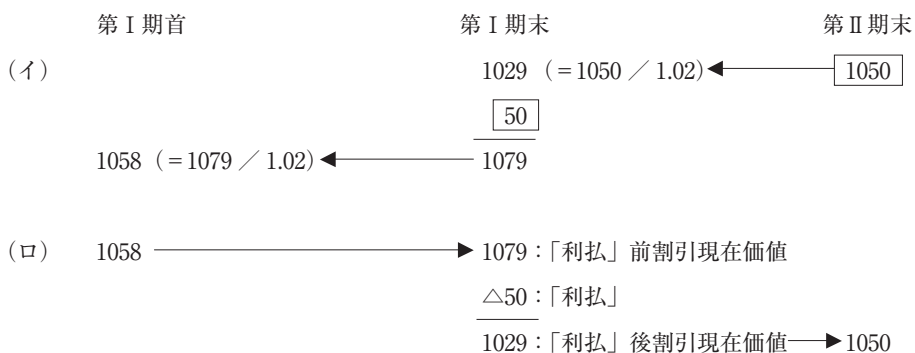 第Ⅰ期首 第Ⅰ期末 第Ⅱ期末
（イ） 1029 （＝1050 ／ 1.02） 1050
50
1058 （＝1079 ／ 1.02） 1079
（ロ） 1058 1079：「利払」前割引現在価値
△50：「利払」
1029：「利払」後割引現在価値 1050